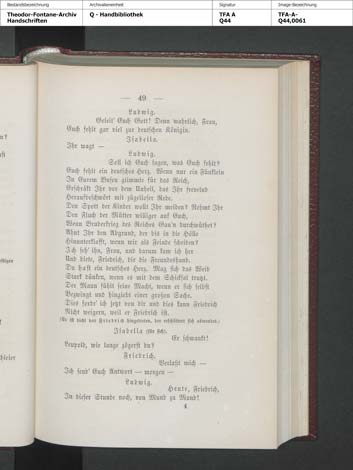 Bestandsbezeichnung
Theodor-Fontane-Archiv
Handschriften
Archivalieneinheit
Q - Handbibliothek
Signatur
TFA A
Q44
Image-Bezeichnung
TFA-A-
Q44,0061
— 49 —
Ludwig.
Geleit' Euch Gott! Denn wahrlich, Frau,
Euch fehlt gar viel zur deutschen Königin.
Isabella.
Ihr wagt —
Ludwig.
Soll ich Euch sagen, was Euch fehlt?
Euch fehlt ein deutsches Herz. Wenn nur ein Fünklein
In Eurem Busen glimmte für das Reich,
Erschräkt Ihr vor dem Unheil, das Ihr frevelnd
Heraufbeschwört mit zügelloser Rede.
Den Spott der Kinder wollt Ihr meiden? Nehmt Ihr
Den Fluch der Mütter williger auf Euch,
Wenn Bruderkrieg des Reiches Gau'n durchwüthet?
Ahnt Ihr den Abgrund, der bis in die Hölle
Hinunterklafft, wenn wir als Feinde scheiden?
Ich seh' ihn, Frau, und darum kam ich her
Und biete, Friedrich, dir die Freundeshand.
Du hast ein deutsches Herz. Mag sich das Weib
Stark dünken, wenn es mit dem Schicksal trutzt.
Der Mann fühlt seine Macht, wenn er sich selbst
Bezwingt und hingiebt einer großen Sache.
Dies fordr' ich jetzt von dir und dies kann Friedrich
Nicht weigern, weil er Friedrich ist.
(Er ist dicht vor Friedrich hingetreten, der erschüttert sich abwendet.)
Isabella (für sich).
Er schwankt!
Leupold, wie lange zögerst du?
Friedrich.
Verlaßt mich —
Ich send' Euch Antwort — morgen —
Ludwig.
Heute, Friedrich,
In dieser Stunde noch, von Mund zu Mund!
4